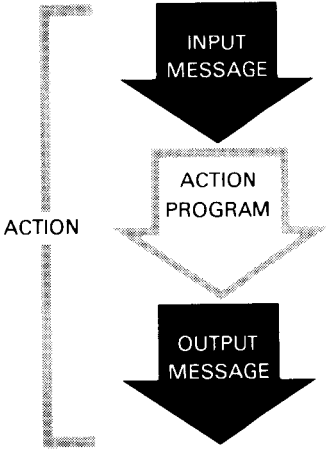 INPUT
MESSAGE
ACTION
PROGRAM
ACTION
OUTPUT
MESSAGE